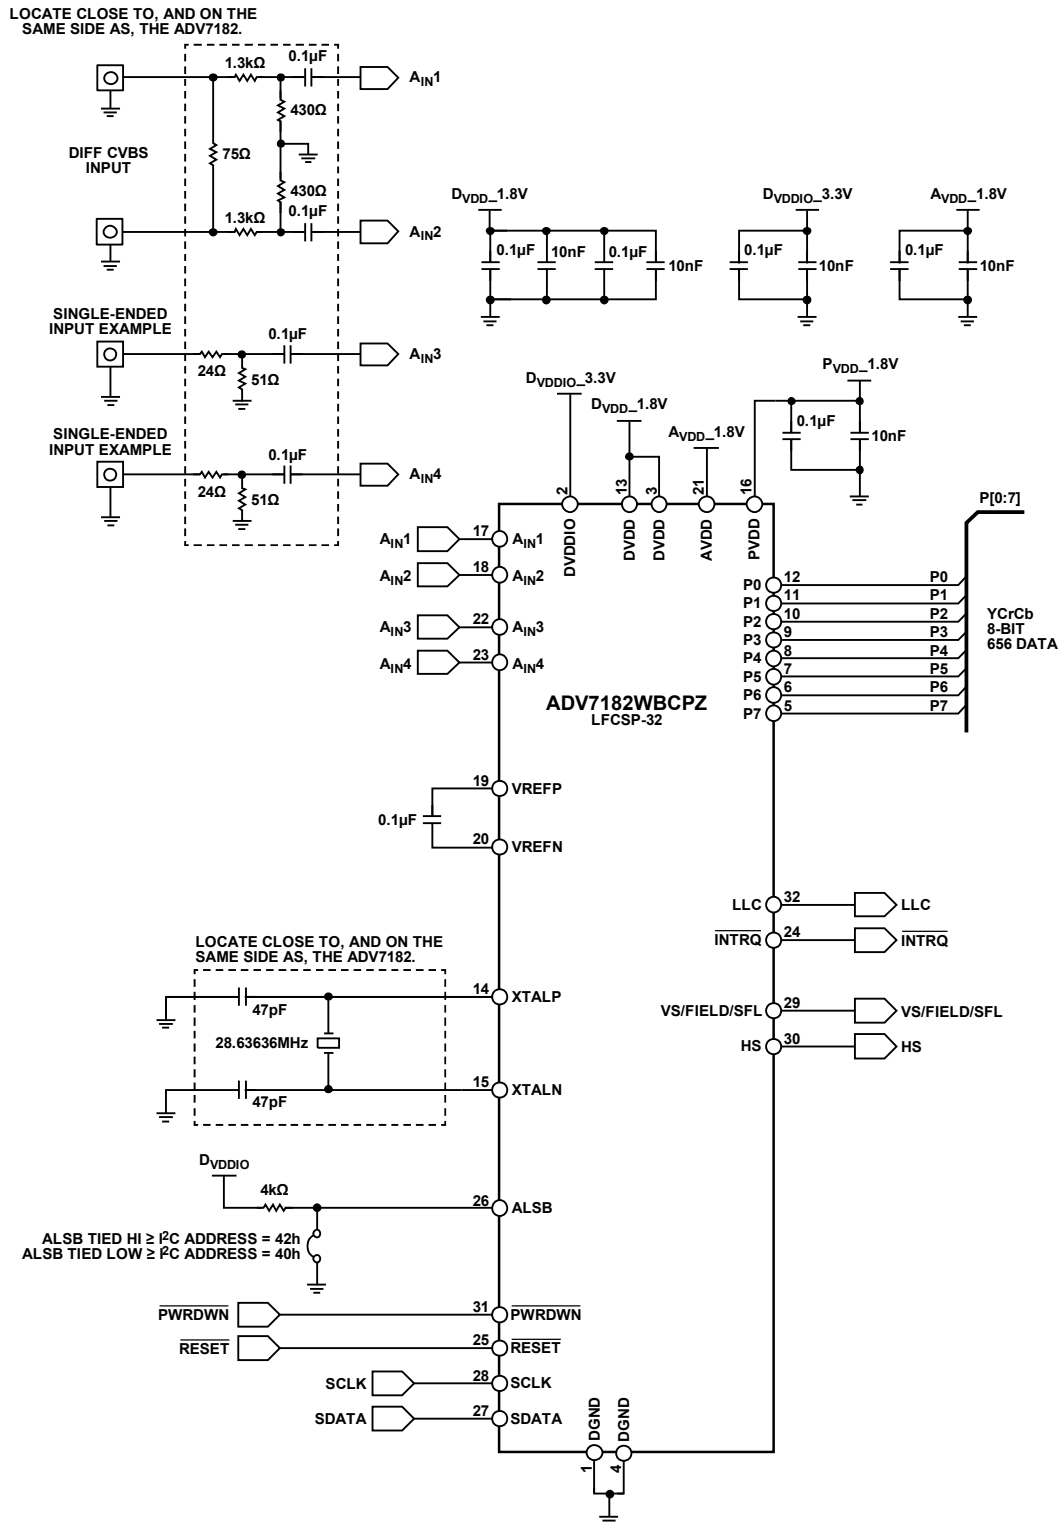 LOCATE CLOSE TO, AND ON THE
SAME SIDE AS, THE ADV7182.
1.3kΩ
0.1µF
AIN1
430Ω
DIFF CVBS
INPUT
75Ω
430Ω
1.3kΩ
0.1µF
AIN2
DVDD_1.8V
0.1µF
10nF
0.1µF
10nF
DVDDIO_3.3V
0.1µF
10nF
AVDD_1.8V
0.1µF
10nF
SINGLE-ENDED
INPUT EXAMPLE
0.1µF
AIN3
24Ω
51Ω
SINGLE-ENDED
INPUT EXAMPLE
0.1µF
AIN4
24Ω
51Ω
DVDDIO_3.3V
DVDD_1.8V
AVDD_1.8V
PVDD_1.8V
0.1µF
10nF
2
13
3
21
16
DVDDIO
DVDD
DVDD
AVDD
PVDD
P[0:7]
AIN1
17
AIN1
AIN2
18
AIN2
AIN3
22
AIN3
AIN4
23
AIN4
P0
12
P0
P1
11
P1
P2
10
P2
P3
9
P3
P4
8
P4
P5
7
P5
P6
6
P6
P7
5
P7
YCrCb
8-BIT
656 DATA
ADV7182WBCPZ
LFCSP-32
19
VREFP
0.1µF
20
VREFN
LLC
32
LLC
INTRQ
24
INTRQ
VS/FIELD/SFL
29
VS/FIELD/SFL
HS
30
HS
LOCATE CLOSE TO, AND ON THE
SAME SIDE AS, THE ADV7182.
47pF
14
XTALP
28.63636MHz
47pF
15
XTALN
DVDDIO
4kΩ
26
ALSB
ALSB TIED HI ≥ I²C ADDRESS = 42h
ALSB TIED LOW ≥ I²C ADDRESS = 40h
PWRDWN
31
PWRDWN
RESET
25
RESET
SCLK
28
SCLK
SDATA
27
SDATA
DGND
DGND
1
4